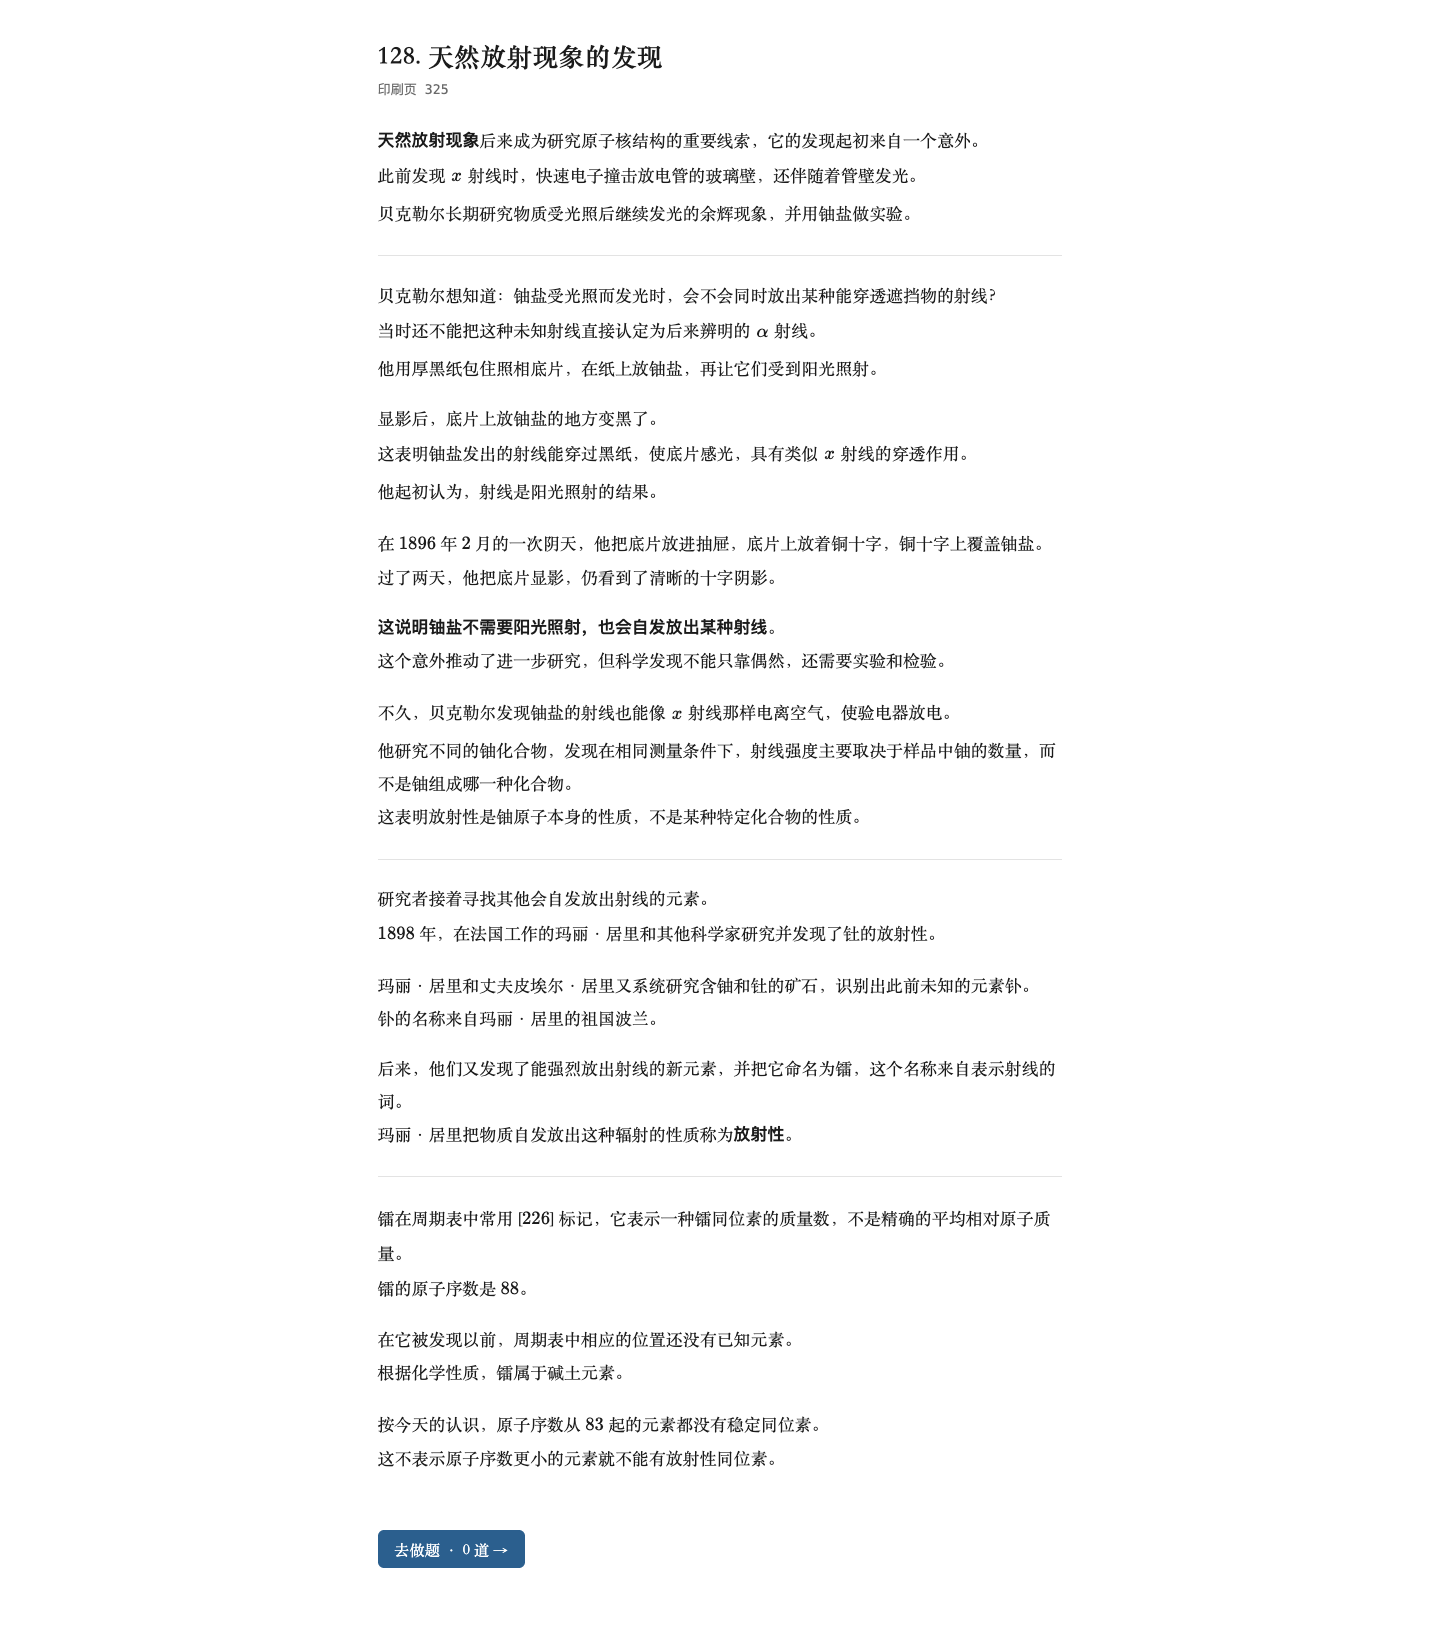 128. 天然放射现象的发现
印刷页 325
天然放射现象后来成为研究原子核结构的重要线索，它的发现起初来自一个意外。
此前发现 x 射线时，快速电子撞击放电管的玻璃壁，还伴随着管壁发光。
贝克勒尔长期研究物质受光照后继续发光的余辉现象，并用铀盐做实验。
贝克勒尔想知道：铀盐受光照而发光时，会不会同时放出某种能穿透遮挡物的射线？
当时还不能把这种未知射线直接认定为后来辨明的 α 射线。
他用厚黑纸包住照相底片，在纸上放铀盐，再让它们受到阳光照射。
显影后，底片上放铀盐的地方变黑了。
这表明铀盐发出的射线能穿过黑纸，使底片感光，具有类似 x 射线的穿透作用。
他起初认为，射线是阳光照射的结果。
在 1896 年 2 月的一次阴天，他把底片放进抽屉，底片上放着铜十字，铜十字上覆盖铀盐。
过了两天，他把底片显影，仍看到了清晰的十字阴影。
这说明铀盐不需要阳光照射，也会自发放出某种射线。
这个意外推动了进一步研究，但科学发现不能只靠偶然，还需要实验和检验。
不久，贝克勒尔发现铀盐的射线也能像 x 射线那样电离空气，使验电器放电。
他研究不同的铀化合物，发现在相同测量条件下，射线强度主要取决于样品中铀的数量，而
不是铀组成哪一种化合物。
这表明放射性是铀原子本身的性质，不是某种特定化合物的性质。
研究者接着寻找其他会自发放出射线的元素。
1898 年，在法国工作的玛丽 · 居里和其他科学家研究并发现了钍的放射性。
玛丽 · 居里和丈夫皮埃尔 · 居里又系统研究含铀和钍的矿石，识别出此前未知的元素钋。
钋的名称来自玛丽 · 居里的祖国波兰。
后来，他们又发现了能强烈放出射线的新元素，并把它命名为镭，这个名称来自表示射线的
词。
玛丽 · 居里把物质自发放出这种辐射的性质称为放射性。
镭在周期表中常用 [226] 标记，它表示一种镭同位素的质量数，不是精确的平均相对原子质
量。
镭的原子序数是 88。
在它被发现以前，周期表中相应的位置还没有已知元素。
根据化学性质，镭属于碱土元素。
按今天的认识，原子序数从 83 起的元素都没有稳定同位素。
这不表示原子序数更小的元素就不能有放射性同位素。
去做题 · 0 道 →